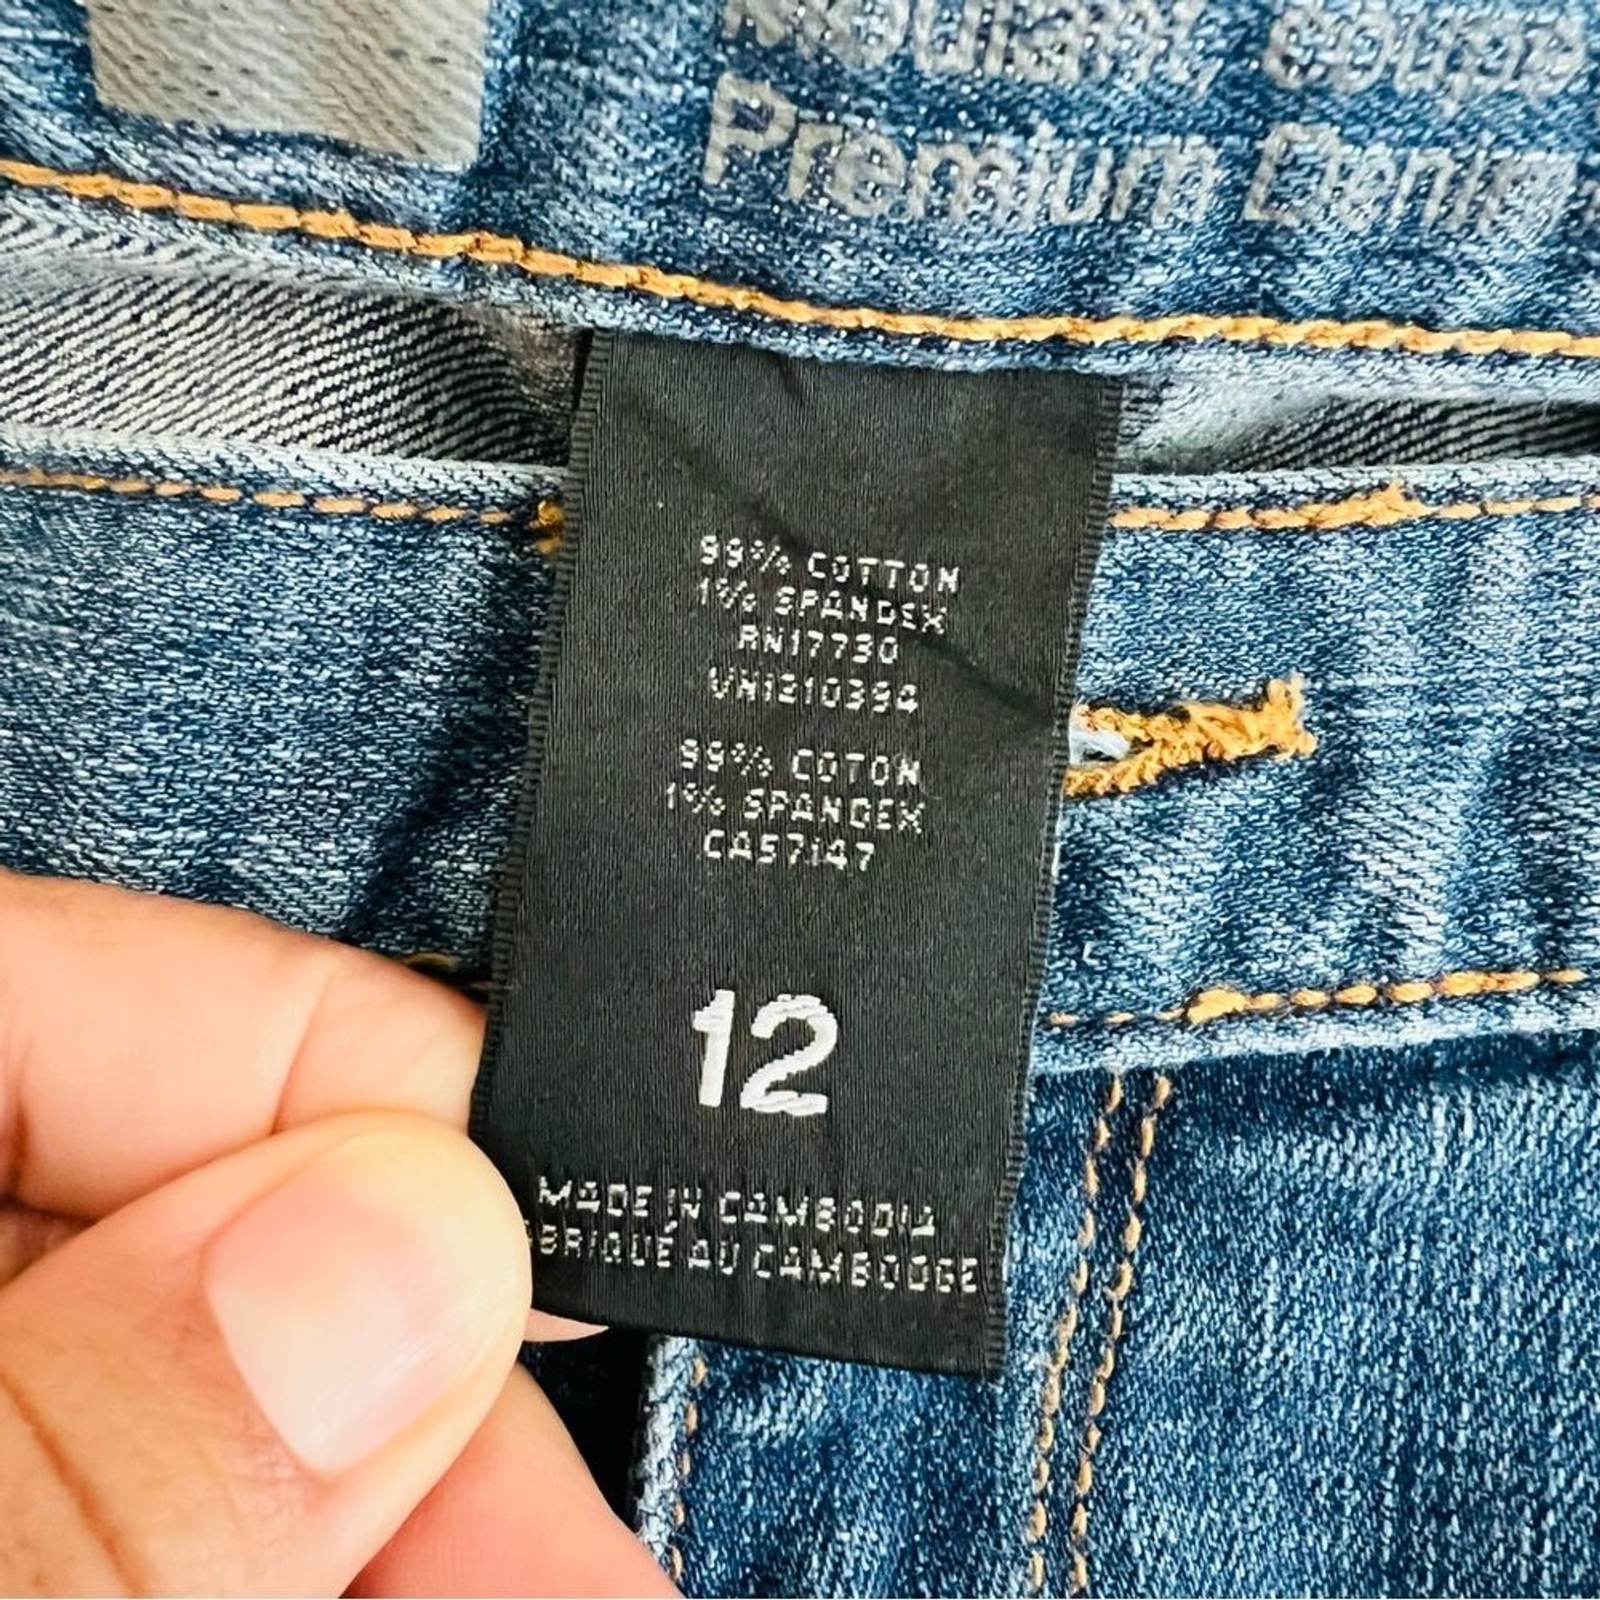 Premium Denim.
99% COTTON
1% SPANDEX
RN17730
VN1210394
99% COTON
1% SPANDEX
CA57147
12
MADE IN CAMBODIA
ABRIQUE AU CAMBODGE